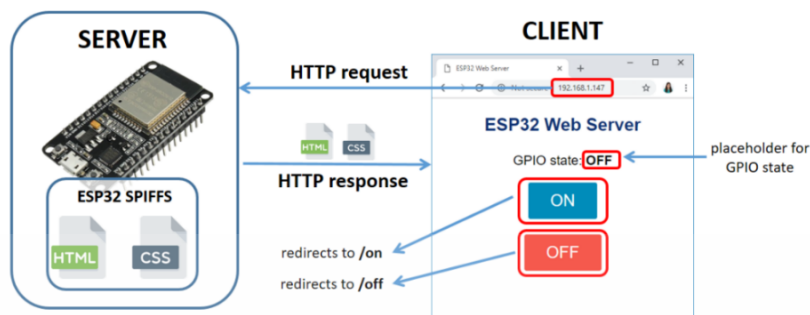 SERVER
CLIENT
HTTP request
ESP32 Web Server
192.168.1.147
ESP32 Web Server
HTML CSS
GPIO state: OFF
placeholder for
GPIO state
HTTP response
ESP32 SPIFFS
ON
HTML CSS
OFF
redirects to /on
redirects to /off